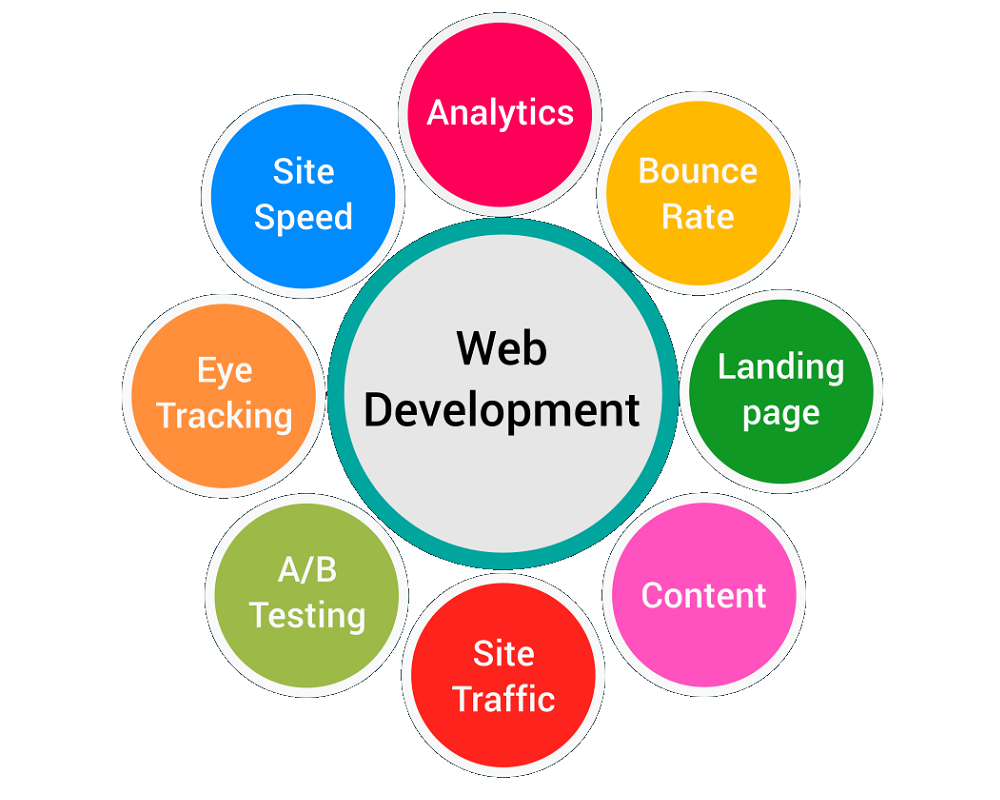 Analytics
Bounce
Rate
Landing
page
Content
Site
Traffic
A/B
Testing
Eye
Tracking
Site
Speed
Web
Development